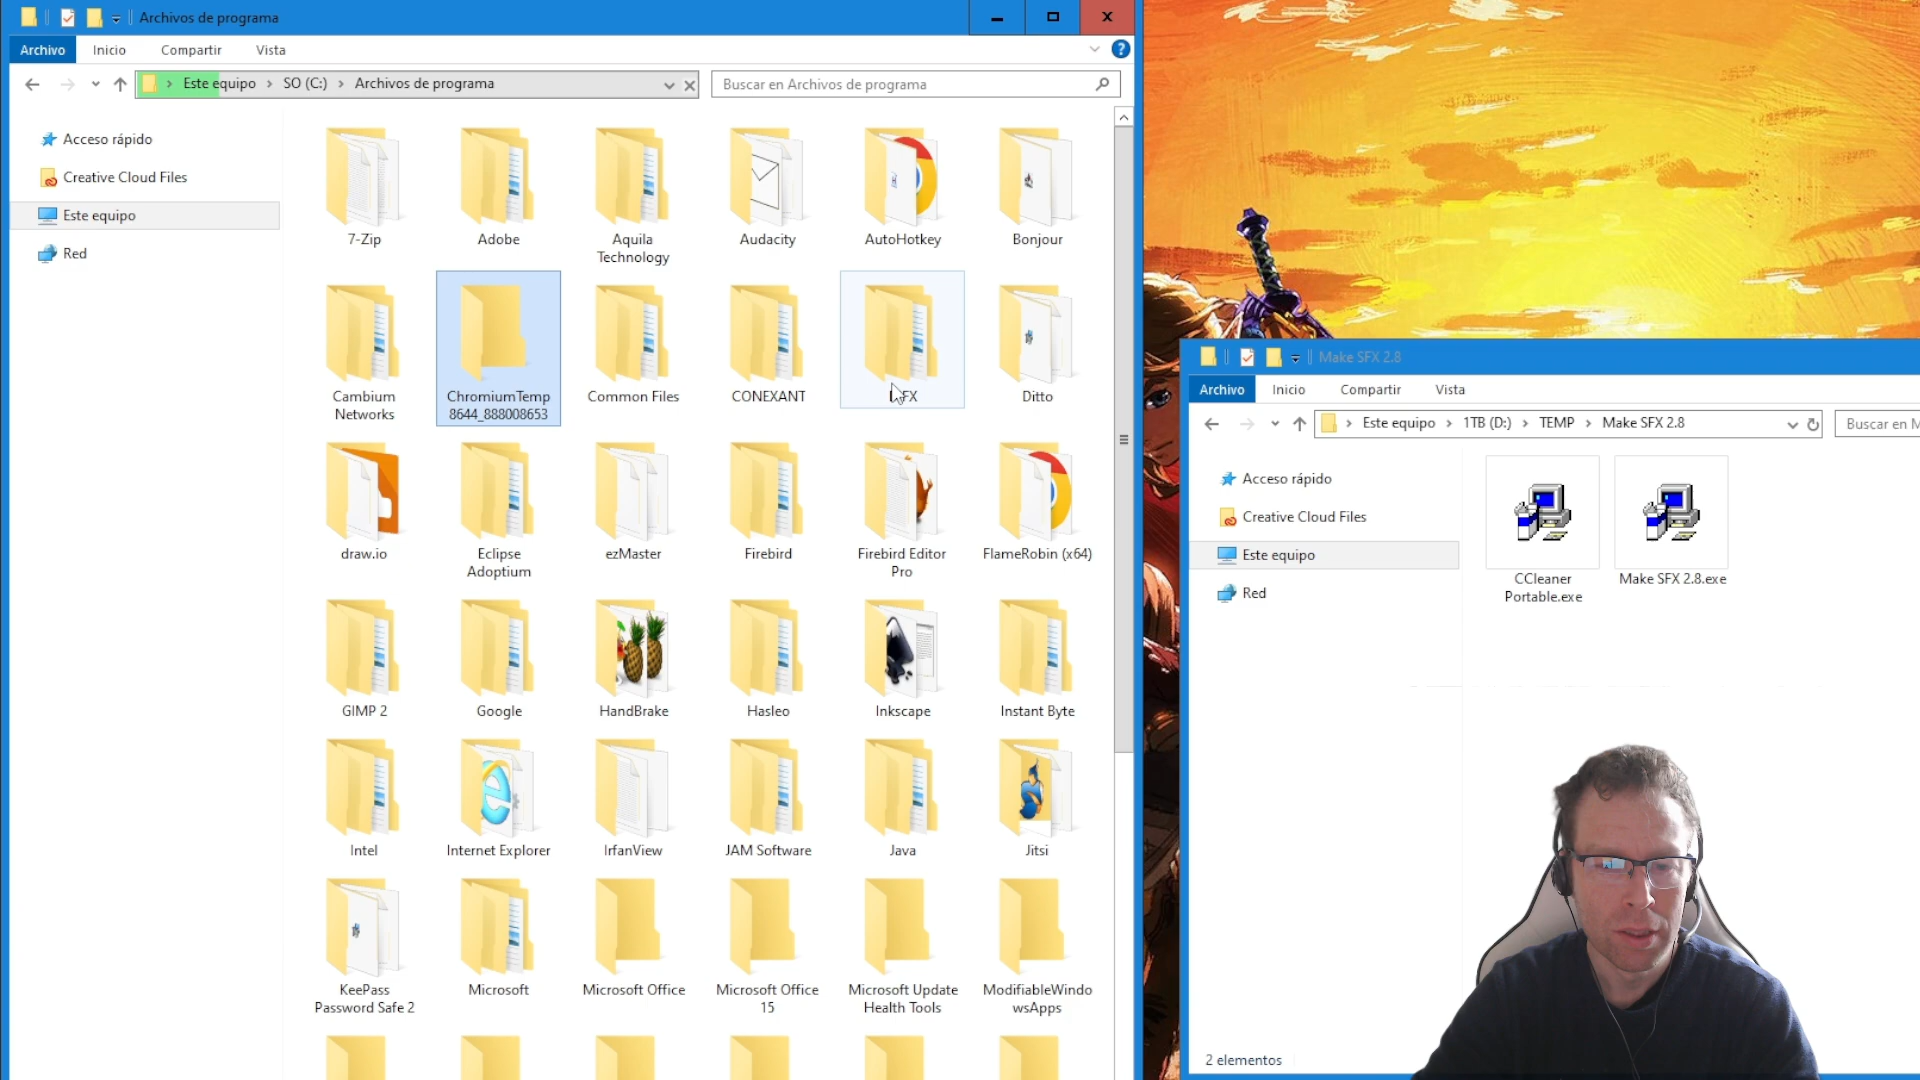 Archivos de programa
Archivo Inicio Compartir Vista
Este equipo SO (C:) Archivos de programa
Buscar en Archivos de programa
Acceso rápido
Creative Cloud Files
Este equipo
Red
7-Zip
Adobe
Aquila
Technology
Audacity
AutoHotkey
Bonjour
Cambium
Networks
ChromiumTemp
8644_888008653
Common Files
CONEXANT
Ditto
draw.io
Eclipse
Adoptium
ezMaster
Firebird
Firebird Editor
Pro
FlameRobin (x64)
GIMP 2
Google
HandBrake
Hasleo
Inkscape
Instant Byte
Intel
Internet Explorer
IrfanView
JAM Software
Java
Jitsi
KeePass
Password Safe 2
Microsoft
Microsoft Office
Microsoft Office
15
Microsoft Update
Health Tools
ModifiableWindo
wsApps
Make SFX 2.8
Archivo Inicio Compartir Vista
Este equipo 1TB (D:) TEMP Make SFX 2.8
Buscar en M
Acceso rápido
Creative Cloud Files
Este equipo
Red
CCleaner
Portable.exe
Make SFX 2.8.exe
2 elementos